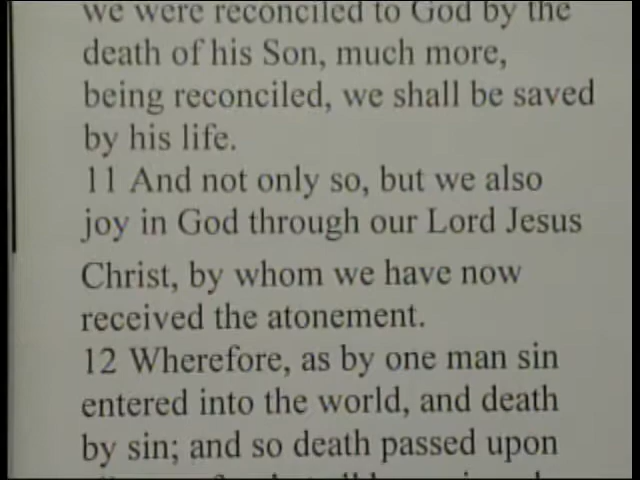 we were reconciled to God by the
death of his Son, much more,
being reconciled, we shall be saved
by his life.
11 And not only so, but we also
joy in God through our Lord Jesus
Christ, by whom we have now
received the atonement.
12 Wherefore, as by one man sin
entered into the world, and death
by sin; and so death passed upon